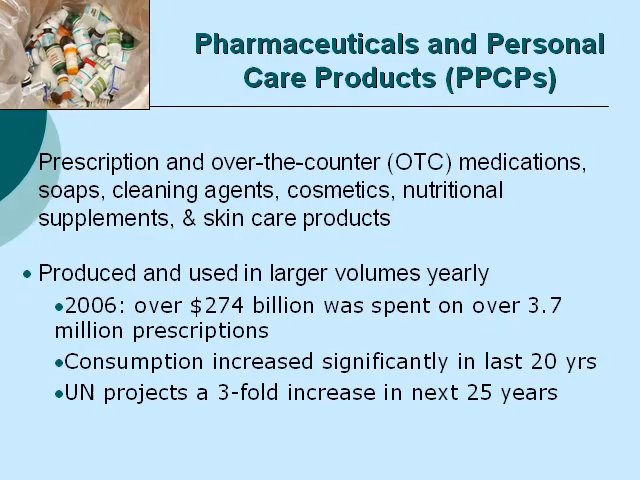 Pharmaceuticals and Personal
Care Products (PPCPs)
Prescription and over-the-counter (OTC) medications,
soaps, cleaning agents, cosmetics, nutritional
supplements, & skin care products
• Produced and used in larger volumes yearly
•2006: over $274 billion was spent on over 3.7
million prescriptions
•Consumption increased significantly in last 20 yrs
•UN projects a 3-fold increase in next 25 years